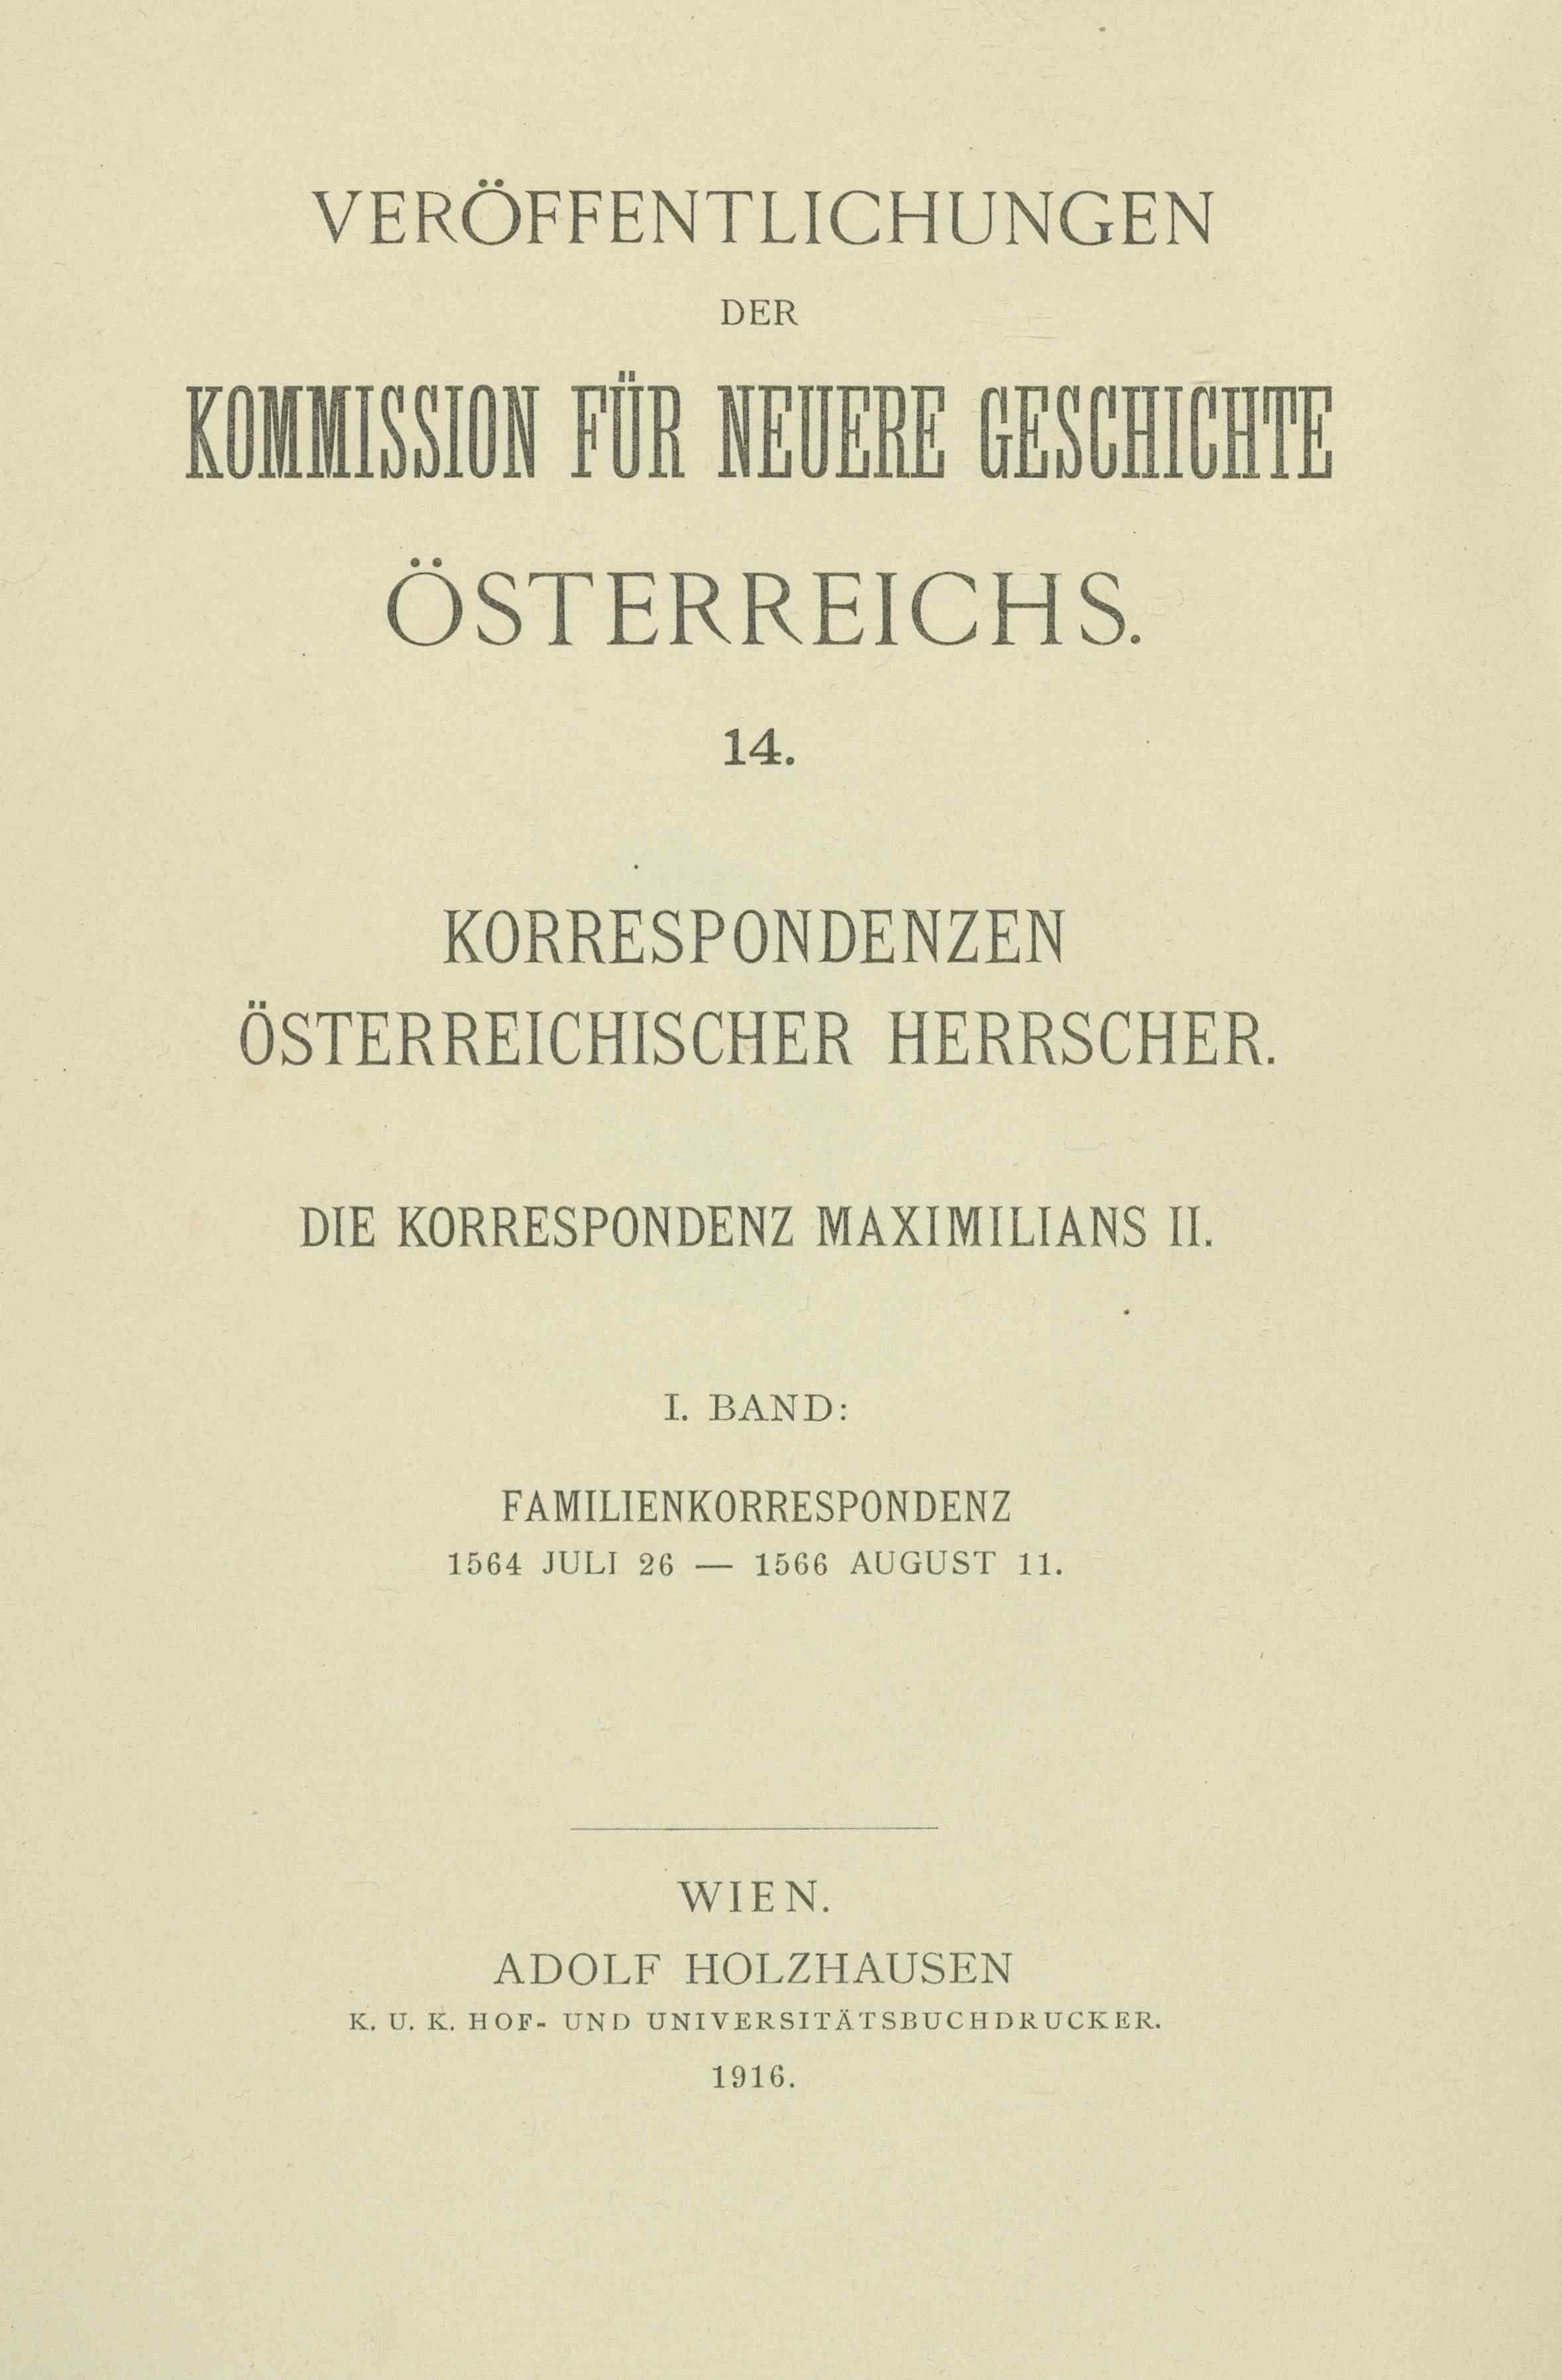 VERÖFFENTLICHUNGEN
DER
KOMMISSION FÜR NEUERE GESCHICHTE
ÖSTERREICHS.
14.
KORRESPONDENZEN
ÖSTERREICHISCHER HERRSCHER.
DIE KORRESPONDENZ MAXIMILIANS II.
I. BAND:
FAMILIENKORRESPONDENZ
1564 JULI 26 — 1566 AUGUST 11.
WIEN.
ADOLF HOLZHAUSEN
K. U. K. HOF- UND UNIVERSITÄTSBUCHDRUCKER.
1916.